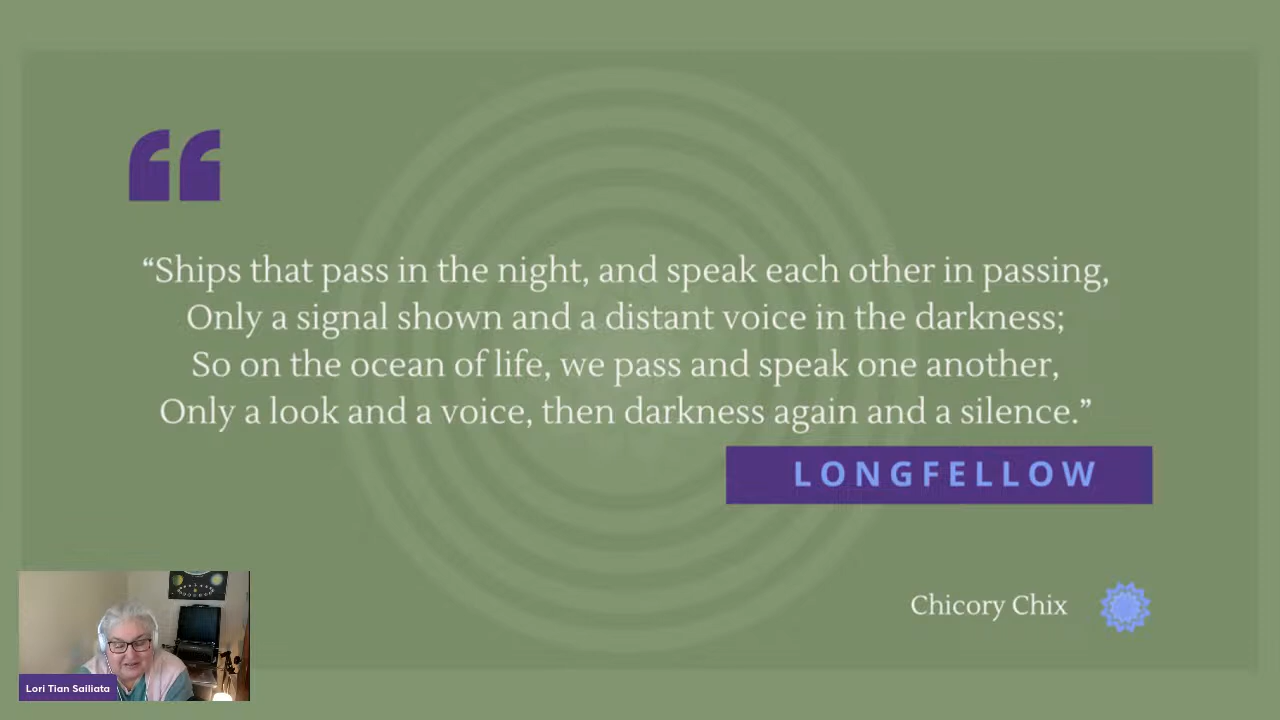 “Ships that pass in the night, and speak each other in passing,
Only a signal shown and a distant voice in the darkness;
So on the ocean of life, we pass and speak one another,
Only a look and a voice, then darkness again and a silence.”
LONGFELLOW
Chicory Chix
Lori Tian Sailiata